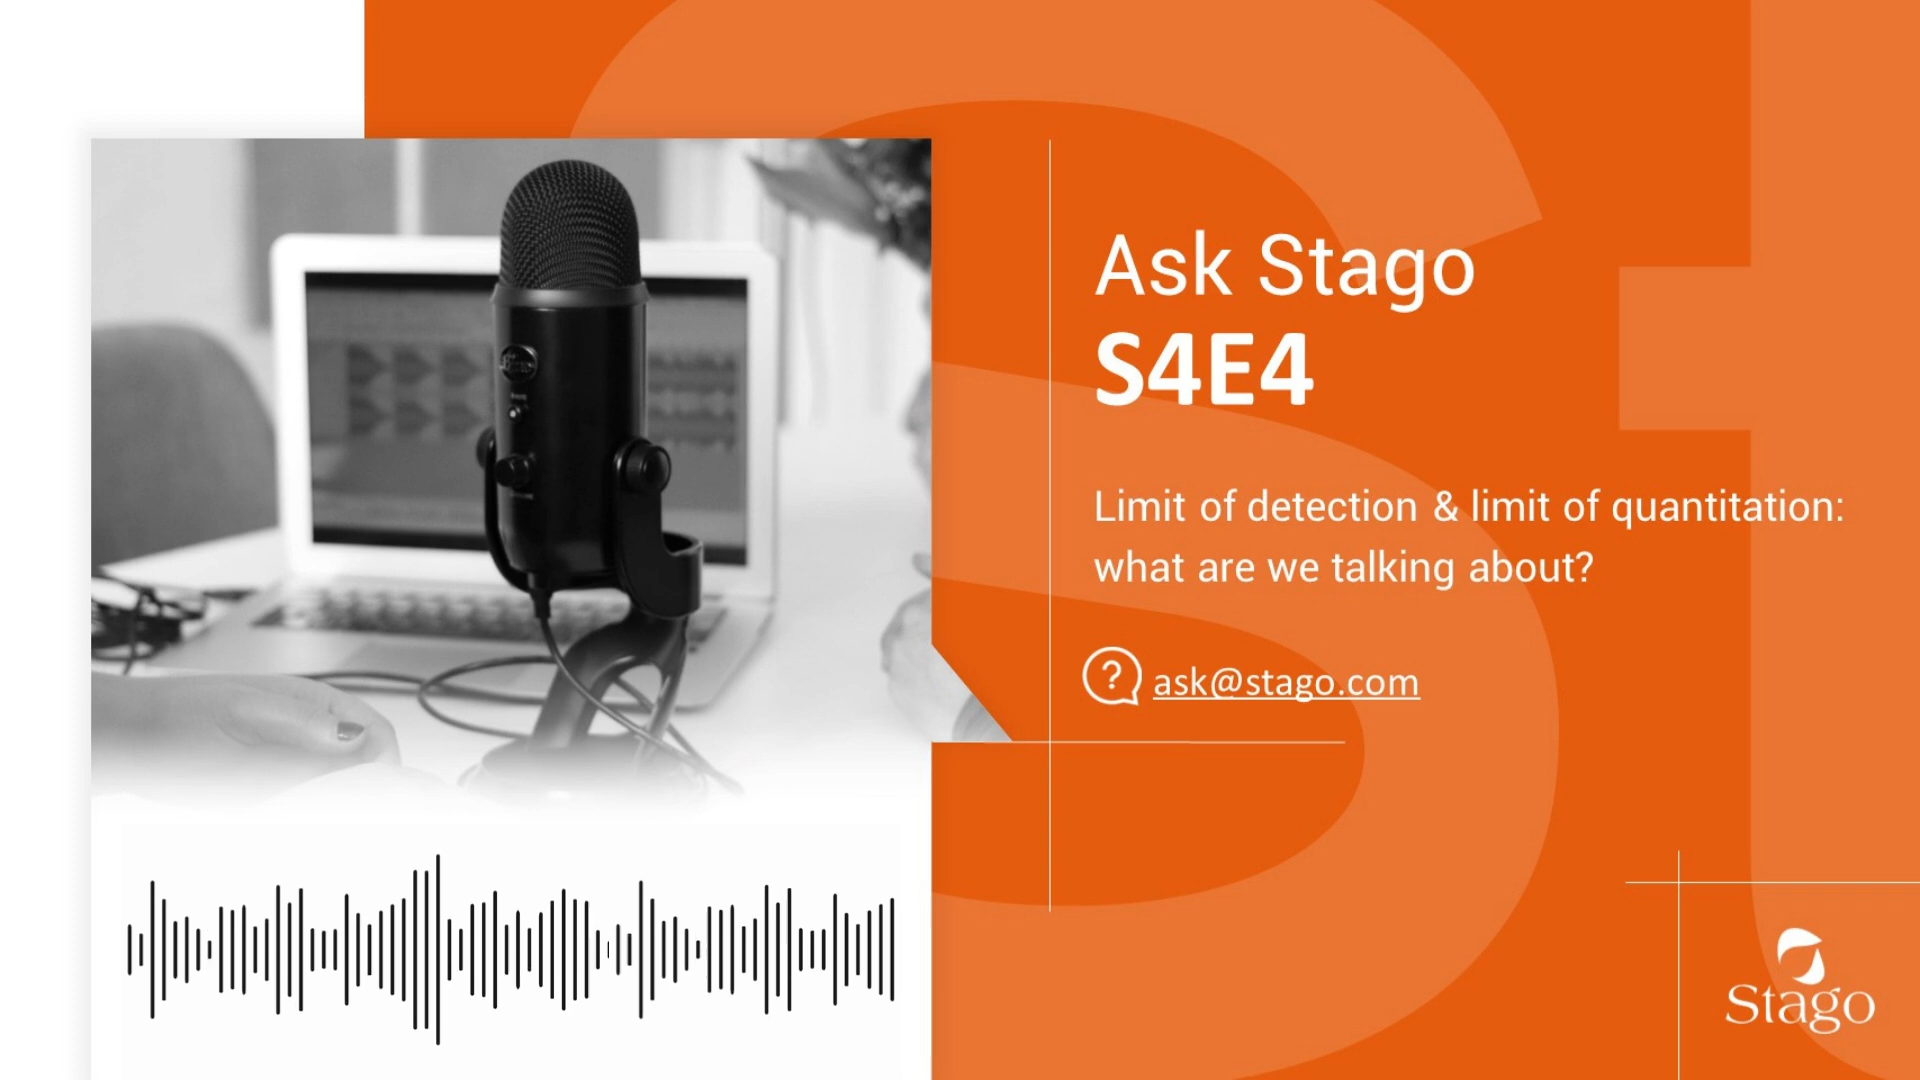 Ask Stago
S4E4
Limit of detection & limit of quantitation:
what are we talking about?
? ask@stago.com
Stago